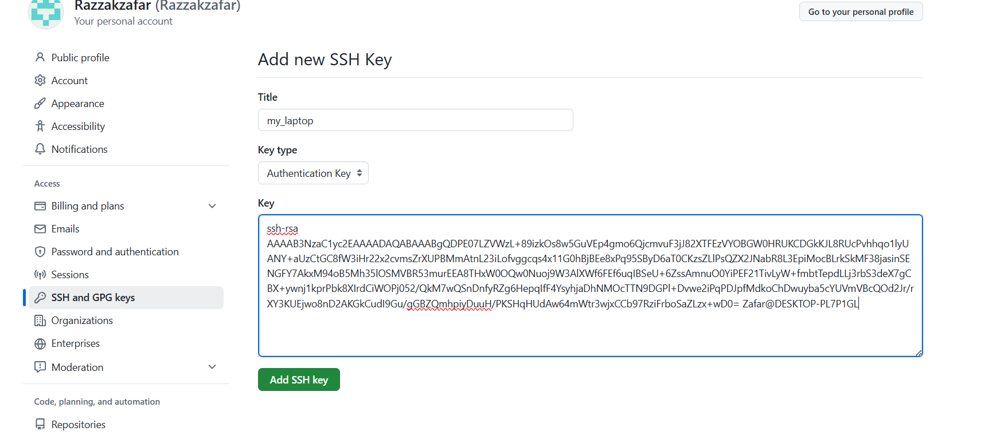 Razzakzafar (Razzakzafar)
Your personal account
Go to your personal profile
Public profile
Account
Appearance
Accessibility
Notifications
Access
Billing and plans
Emails
Password and authentication
Sessions
SSH and GPG keys
Organizations
Enterprises
Moderation
Code, planning, and automation
Repositories
Add new SSH Key
Title
my_laptop
Key type
Authentication Key
Key
ssh-rsa
AAAAB3NzaC1yc2EAAAADAQABAAABgQDPE07LZVWzL+89izkOs8w5GuVEp4gmo6QjcmvuF3jJ82XTFEzVYOBGW0HRUKCDGkKJL8RUcPvhhqo1lyU
ANY+aUzCtGC8fW3iHr22x2cvmsZrXUPBMmAtnL23iLofvggcqs4x11G0hBjBEe8xPq95SByD6aT0CKzsZLlPsQZX2JNabR8L3EpiMocBLrkSkMF38jasinSE
NGFY7AkxM94oB5Mh35lOSMVBR53murEEA8THxW0OQw0Nuoj9W3AlXWf6FEf6uqIBSeU+6ZssAmnuO0YiPEF21TivLyW+fmbtTepdLLj3rbS3deX7gC
BX+ywnj1kprPbk8XIrdCiWOPj052/QkM7wQSnDnfyRZg6HepqIfF4YsyhjaDhNMOcTTN9DGPl+Dvwe2iPqPDJpfMdkoChDwuyba5cYUVmVBcQOd2Jr/r
XY3KUEjwo8nD2AKGkCudI9Gu/gGBZQmhpiyDuuH/PKSHqHUdAw64mWtr3wjxCCb97RziFrboSaZLzx+wD0= Zafar@DESKTOP-PL7P1GL
Add SSH key